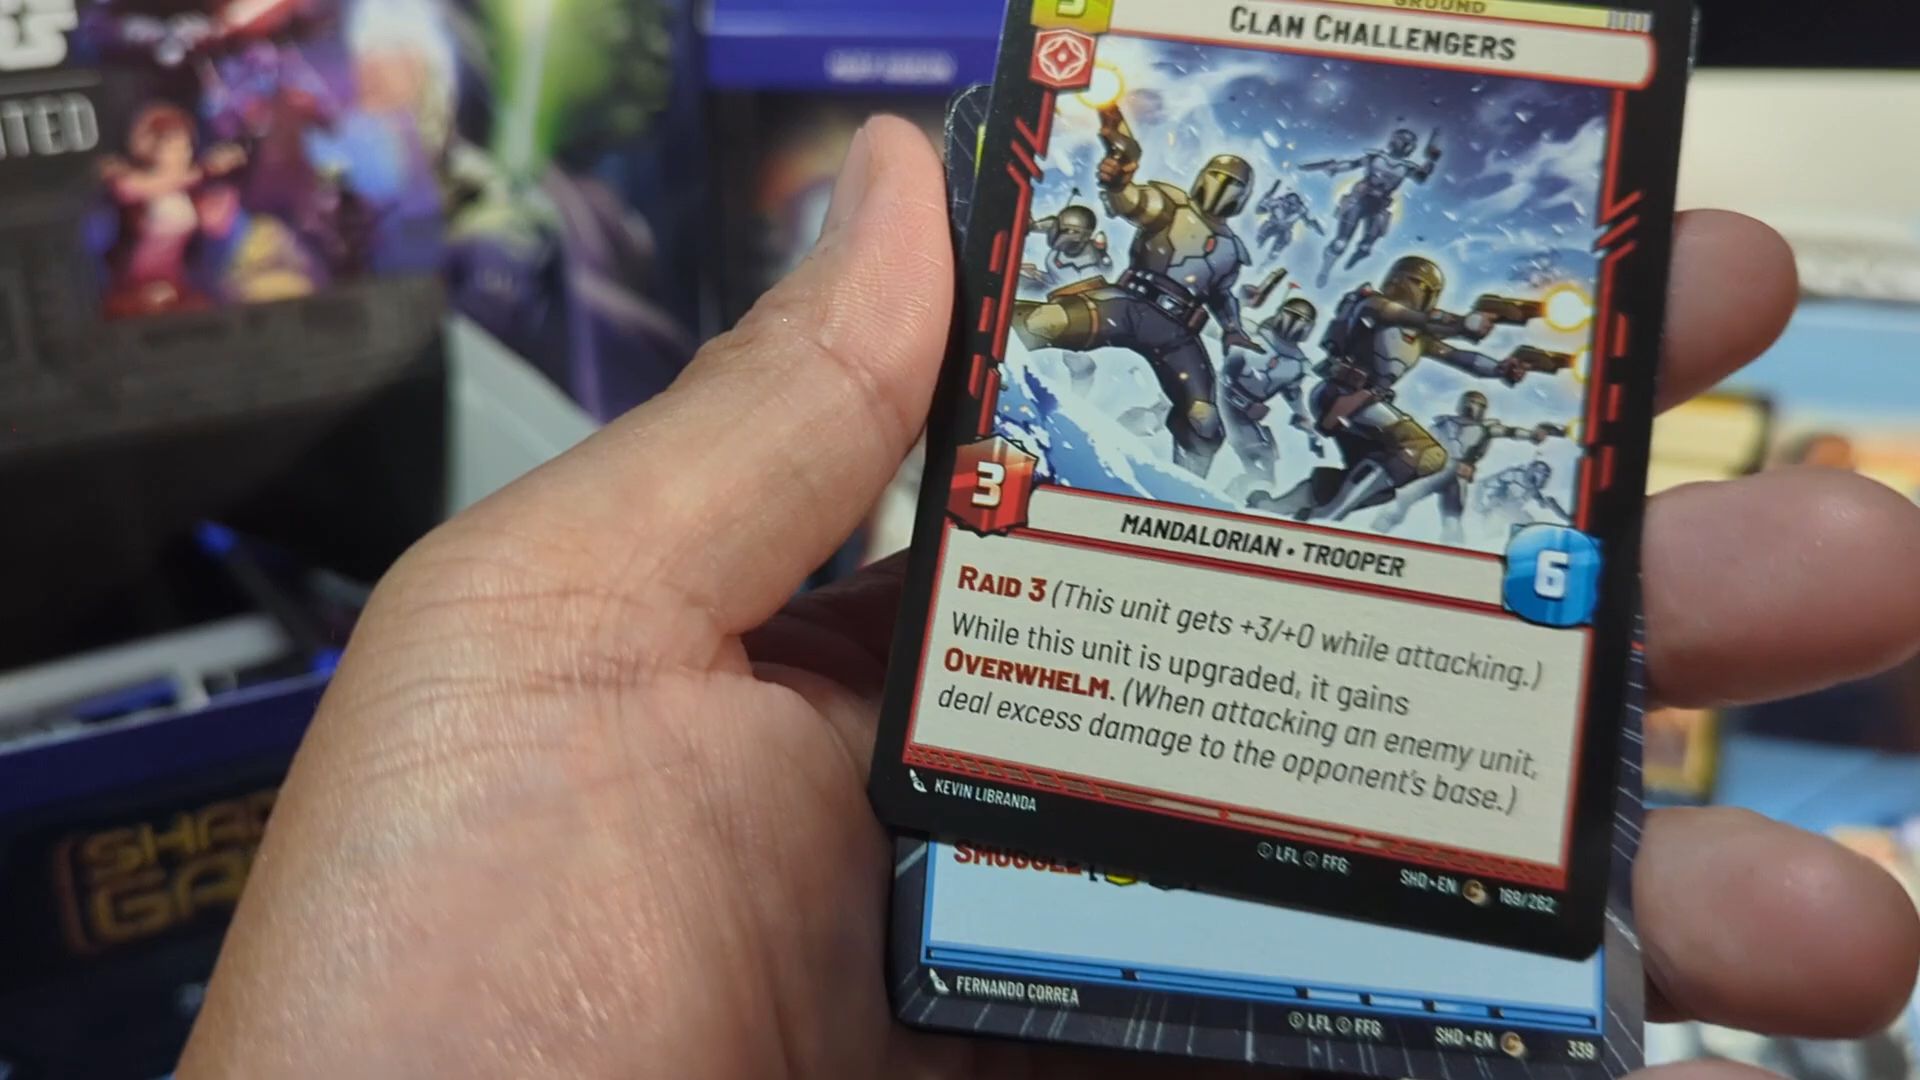 GROUND
CLAN CHALLENGERS
3
MANDALORIAN • TROOPER
6
RAID 3 (This unit gets +3/+0 while attacking.)
While this unit is upgraded, it gains
OVERWHELM. (When attacking an enemy unit,
deal excess damage to the opponent's base.)
KEVIN LIBRANDA
© LFL © FFG
SHD • EN C 169/262
SMUGGLE [
FERNANDO CORREA
© LFL © FFG
SHD • EN C 339